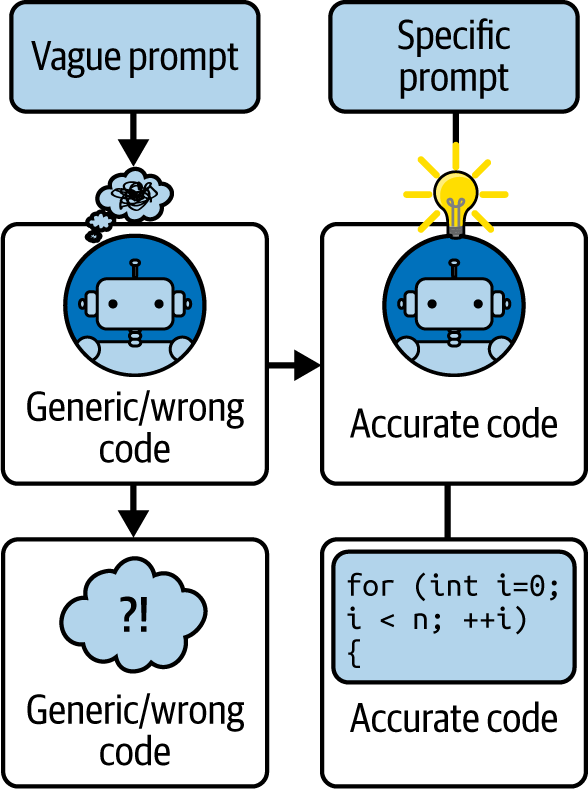 Vague prompt
Specific
prompt
Generic/wrong
code
Accurate code
?!
Generic/wrong
code
for (int i=0;
i < n; ++i)
{
Accurate code